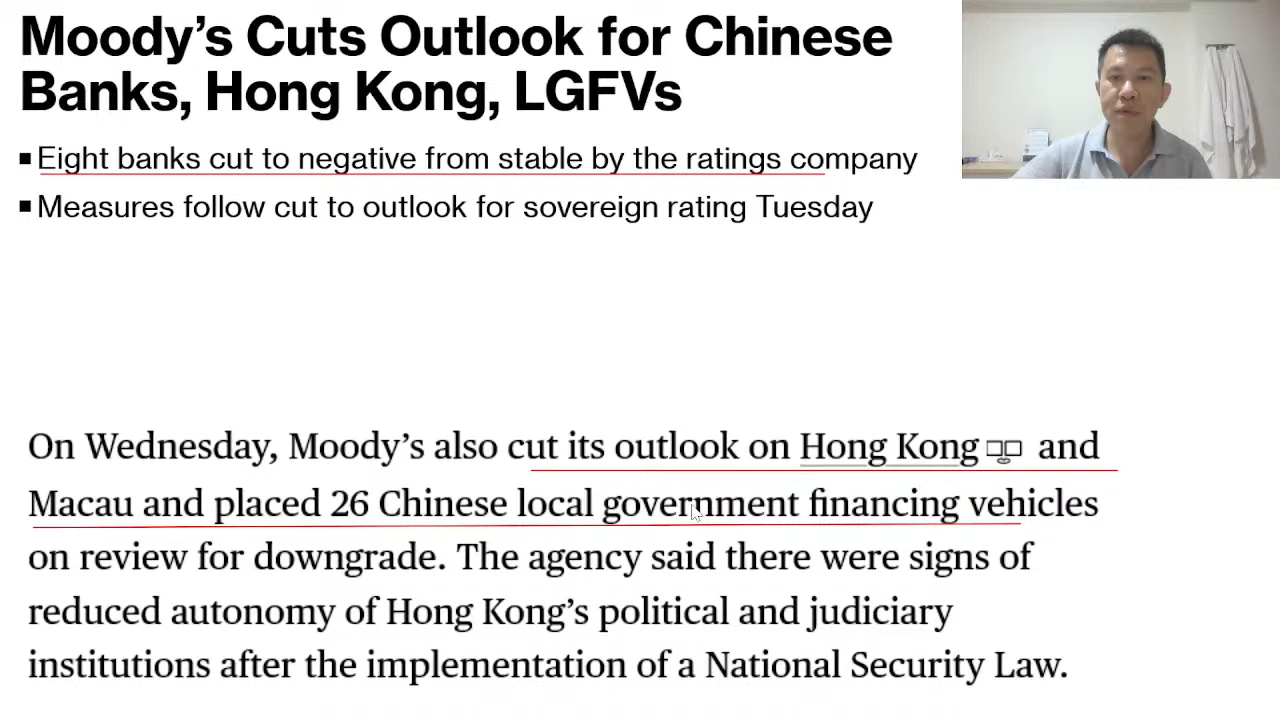 Moody’s Cuts Outlook for Chinese
Banks, Hong Kong, LGFVs
▪ Eight banks cut to negative from stable by the ratings company
▪ Measures follow cut to outlook for sovereign rating Tuesday
On Wednesday, Moody’s also cut its outlook on Hong Kong and
Macau and placed 26 Chinese local government financing vehicles
on review for downgrade. The agency said there were signs of
reduced autonomy of Hong Kong’s political and judiciary
institutions after the implementation of a National Security Law.